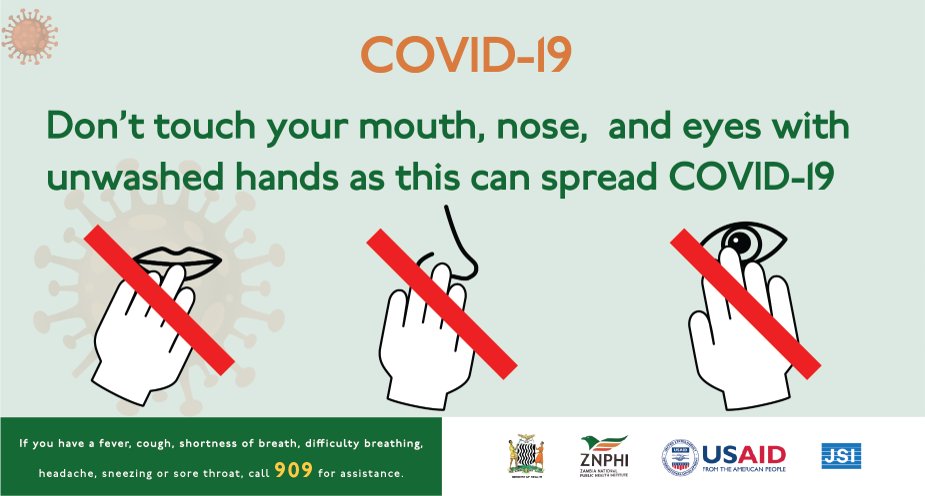 COVID-19
Don't touch your mouth, nose, and eyes with
unwashed hands as this can spread COVID-19
If you have a fever, cough, shortness of breath, difficulty breathing,
headache, sneezing or sore throat, call 909 for assistance.
ZNPHI
ZAMBIA NATIONAL
PUBLIC HEALTH INSTITUTE
USAID
USAID
FROM THE AMERICAN PEOPLE
JSI